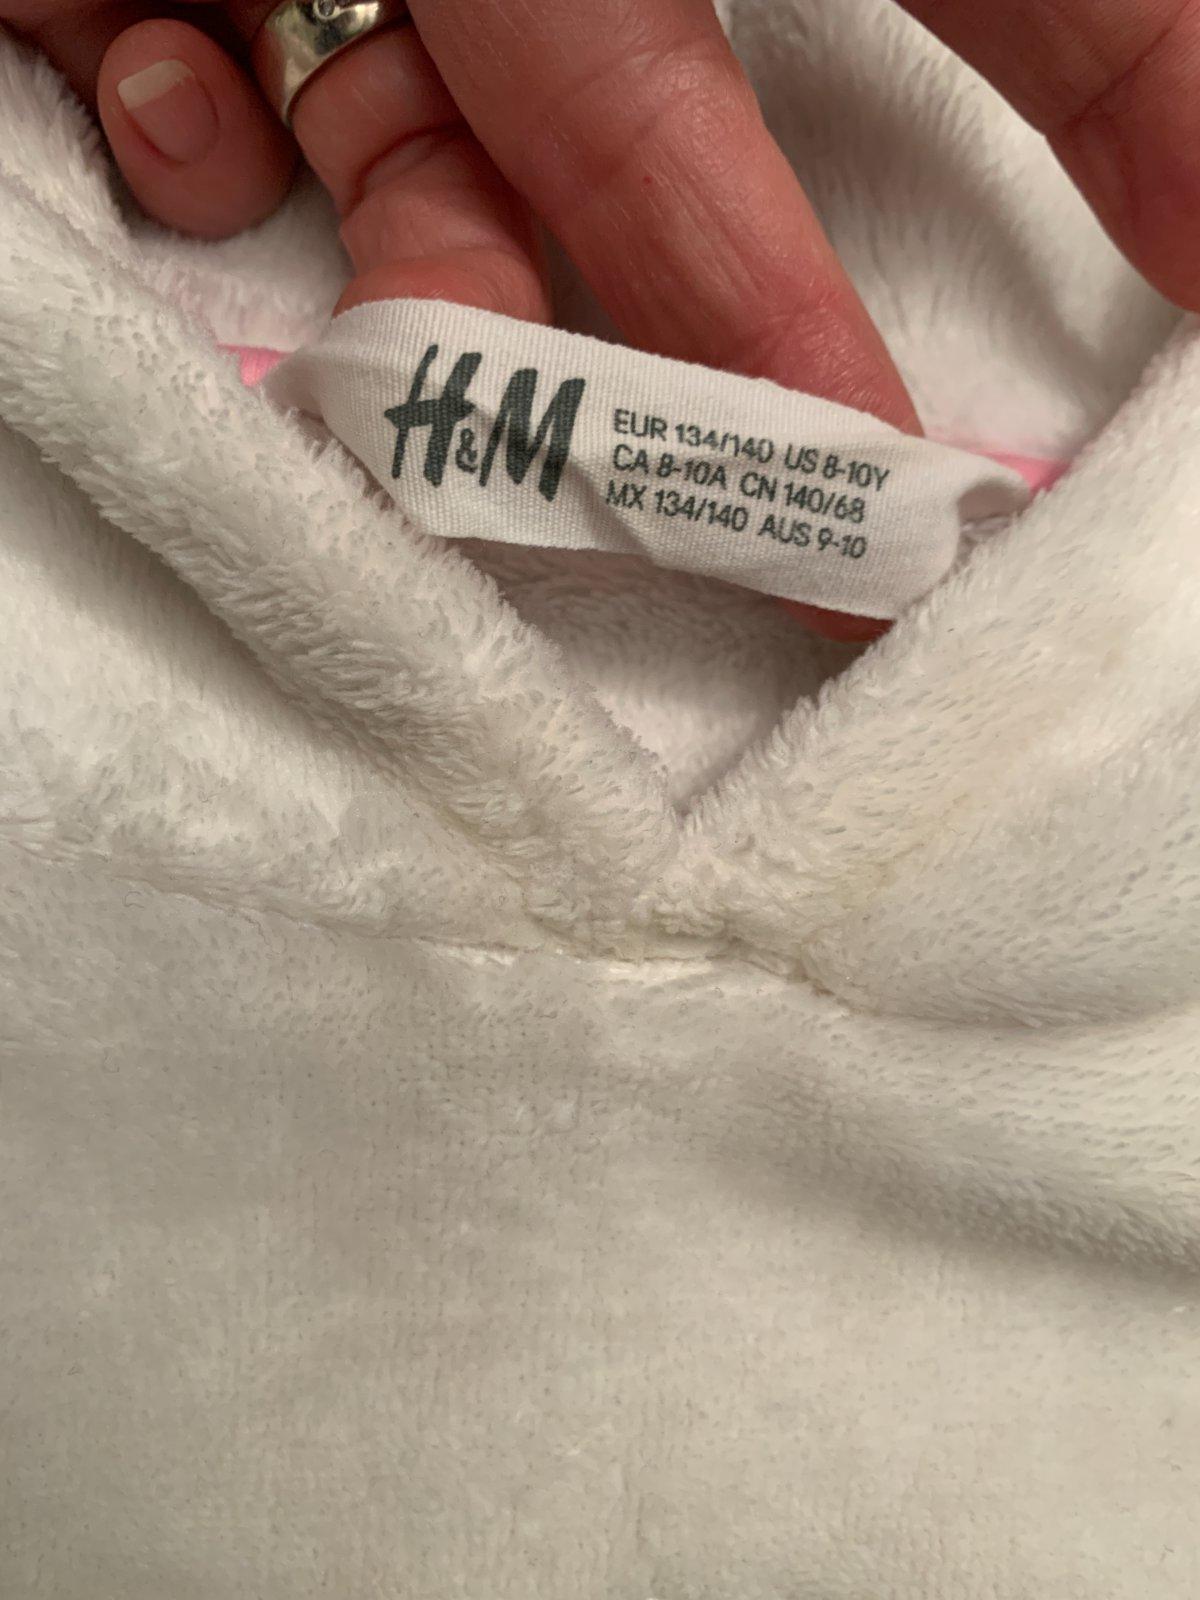 H&M
EUR 134/140 US 8-10Y
CA 8-10A CN 140/68
MX 134/140 AUS 9-10